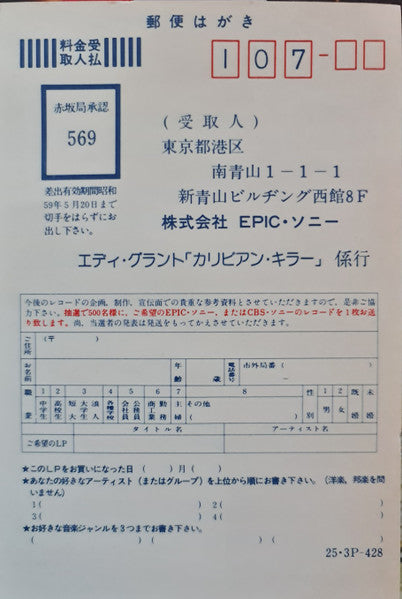 郵便はがき
料金受
取人払
107-
赤坂局承認
569
差出有効期間昭和
59年5月20日まで
切手をはらずにお
出し下さい。
(受取人)
東京都港区
南青山1-1-1
新青山ビルヂング西館8F
株式会社 EPIC・ソニー
エディ・グラント「カリビアン・キラー」係行
今後のレコードの企画、制作、宣伝面での貴重な参考資料とさせていただきますので、是非ご協
力下さい。抽選で500名様に、ご希望のEPIC・ソニー、またはCBS・ソニーのレコードを1枚お送
り致します。尚、当選者の発表は発送をもってかえさせていただきます。
ご住所 (〒 )
お名前 年齢 歳 電話番号 市外局番( ) -
職業 1 中学生 2 高校生 3 短大生 4 大学生 浪人 5 各種学校 公務員 会社員 6 商工業 7 主婦 8 その他( ) 性別 1 男 2 女 既婚 未婚
タイトル名 アーティスト名
ご希望のLP
★このLPをお買いになった日( )月( )
★あなたの好きなアーティスト(またはグループ)を上位から順にお書き下さい。(洋楽、邦楽を問
いません)
1( 2(
3( 4(
★お好きな音楽ジャンルを3つまでお書き下さい。
( )( )( )
25・3P-428